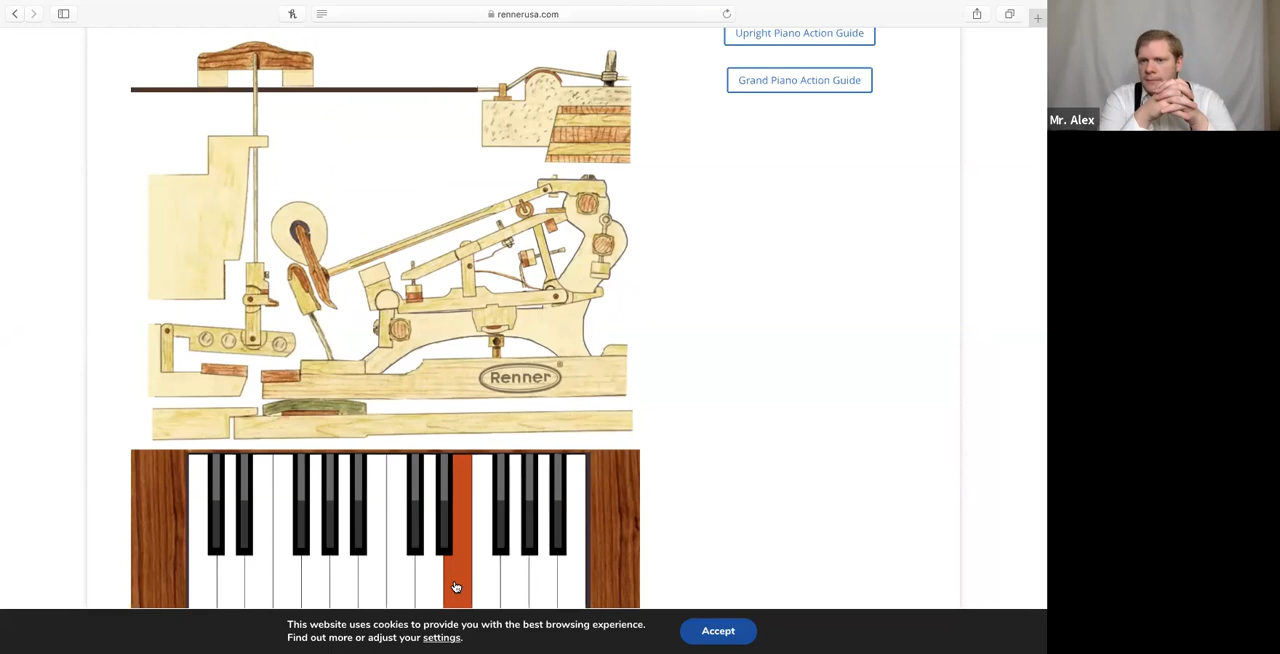 rennerusa.com
Upright Piano Action Guide
Grand Piano Action Guide
Mr. Alex
Renner®
This website uses cookies to provide you with the best browsing experience.
Find out more or adjust your settings.
Accept